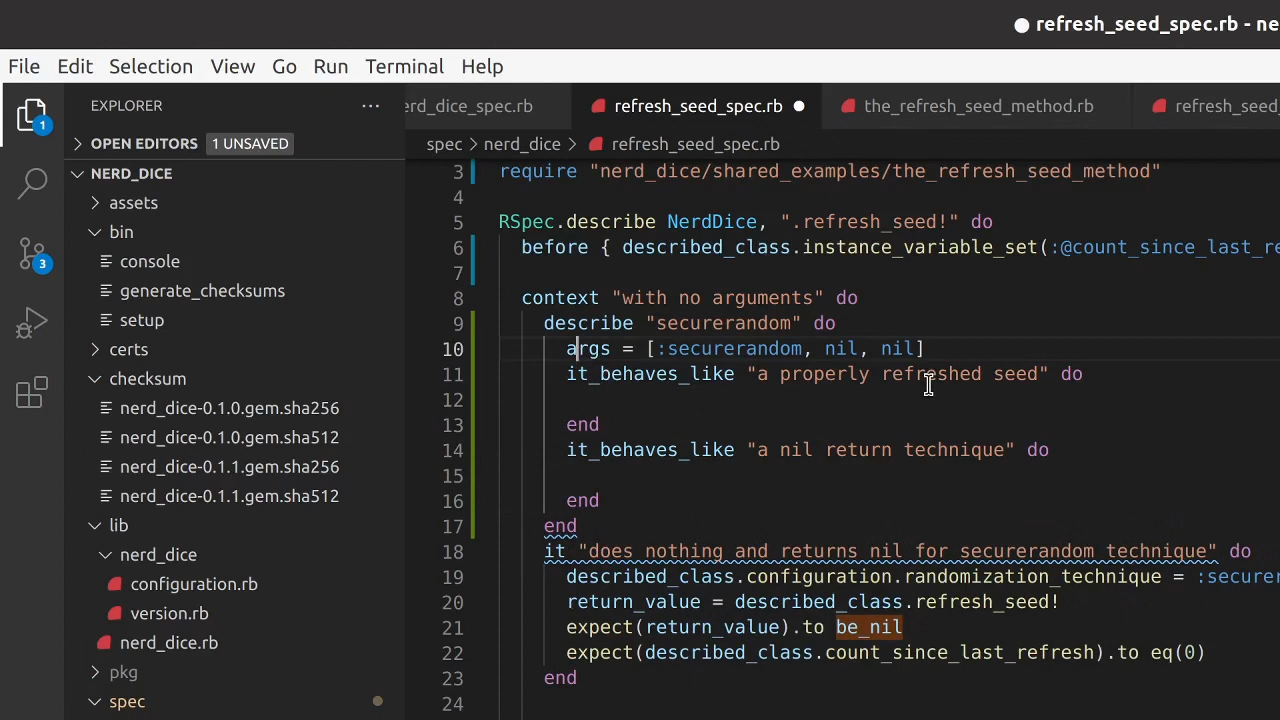 refresh_seed_spec.rb - ne
File Edit Selection View Go Run Terminal Help
EXPLORER
OPEN EDITORS 1 UNSAVED
NERD_DICE
assets
bin
console
generate_checksums
setup
certs
checksum
nerd_dice-0.1.0.gem.sha256
nerd_dice-0.1.0.gem.sha512
nerd_dice-0.1.1.gem.sha256
nerd_dice-0.1.1.gem.sha512
lib
nerd_dice
configuration.rb
version.rb
nerd_dice.rb
pkg
spec
1
3
erd_dice_spec.rb refresh_seed_spec.rb the_refresh_seed_method.rb refresh_seed_
spec > nerd_dice > refresh_seed_spec.rb
3 require "nerd_dice/shared_examples/the_refresh_seed_method"
4
5 RSpec.describe NerdDice, ".refresh_seed!" do
6 before { described_class.instance_variable_set(:@count_since_last_re
7
8 context "with no arguments" do
9 describe "securerandom" do
10 args = [:securerandom, nil, nil]
11 it_behaves_like "a properly refreshed seed" do
12
13 end
14 it_behaves_like "a nil return technique" do
15
16 end
17 end
18 it "does nothing and returns nil for securerandom technique" do
19 described_class.configuration.randomization_technique = :secure
20 return_value = described_class.refresh_seed!
21 expect(return_value).to be_nil
22 expect(described_class.count_since_last_refresh).to eq(0)
23 end
24